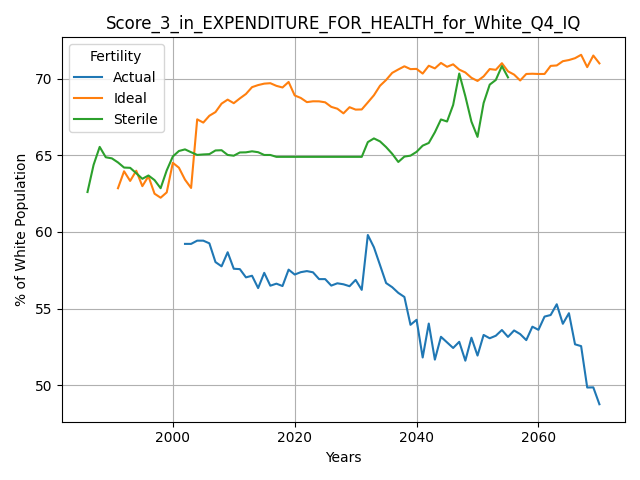 Score_3_in_EXPENDITURE_FOR_HEALTH_for_White_Q4_IQ
Fertility
Actual
Ideal
Sterile
% of White Population
70
65
60
55
50
2000
2020
2040
2060
Years